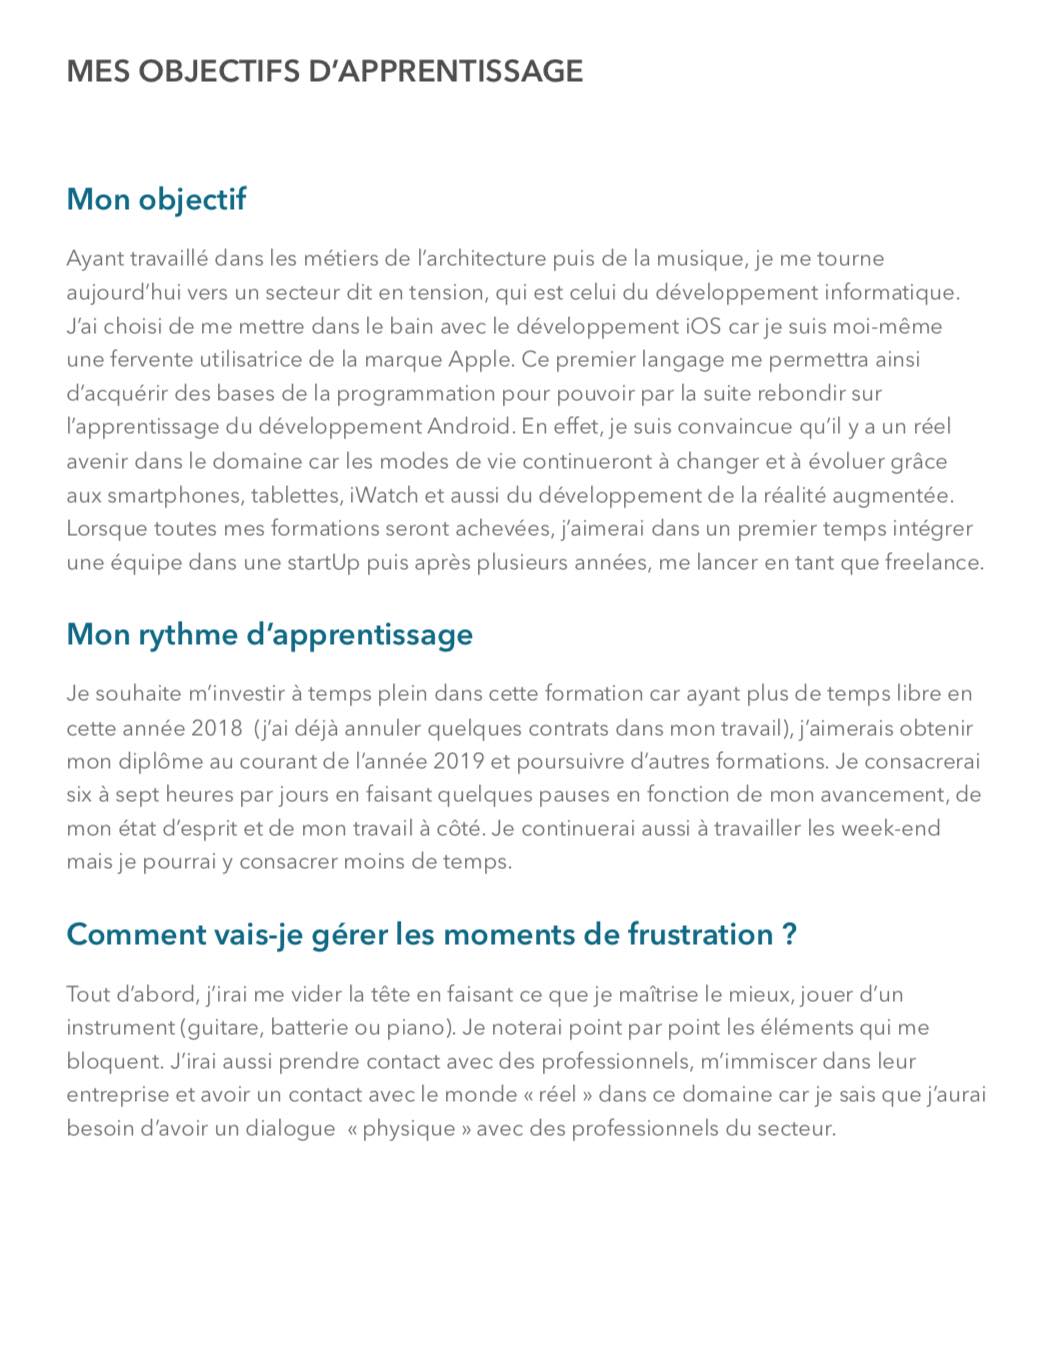 MES OBJECTIFS D’APPRENTISSAGE
Mon objectif
Ayant travaillé dans les métiers de l’architecture puis de la musique, je me tourne
aujourd’hui vers un secteur dit en tension, qui est celui du développement informatique.
J’ai choisi de me mettre dans le bain avec le développement iOS car je suis moi-même
une fervente utilisatrice de la marque Apple. Ce premier langage me permettra ainsi
d’acquérir des bases de la programmation pour pouvoir par la suite rebondir sur
l’apprentissage du développement Android. En effet, je suis convaincue qu’il y a un réel
avenir dans le domaine car les modes de vie continueront à changer et à évoluer grâce
aux smartphones, tablettes, iWatch et aussi du développement de la réalité augmentée.
Lorsque toutes mes formations seront achevées, j’aimerai dans un premier temps intégrer
une équipe dans une startUp puis après plusieurs années, me lancer en tant que freelance.
Mon rythme d’apprentissage
Je souhaite m’investir à temps plein dans cette formation car ayant plus de temps libre en
cette année 2018 (j’ai déjà annuler quelques contrats dans mon travail), j’aimerais obtenir
mon diplôme au courant de l’année 2019 et poursuivre d’autres formations. Je consacrerai
six à sept heures par jours en faisant quelques pauses en fonction de mon avancement, de
mon état d’esprit et de mon travail à côté. Je continuerai aussi à travailler les week-end
mais je pourrai y consacrer moins de temps.
Comment vais-je gérer les moments de frustration ?
Tout d’abord, j’irai me vider la tête en faisant ce que je maîtrise le mieux, jouer d’un
instrument (guitare, batterie ou piano). Je noterai point par point les éléments qui me
bloquent. J’irai aussi prendre contact avec des professionnels, m’immiscer dans leur
entreprise et avoir un contact avec le monde « réel » dans ce domaine car je sais que j’aurai
besoin d’avoir un dialogue « physique » avec des professionnels du secteur.